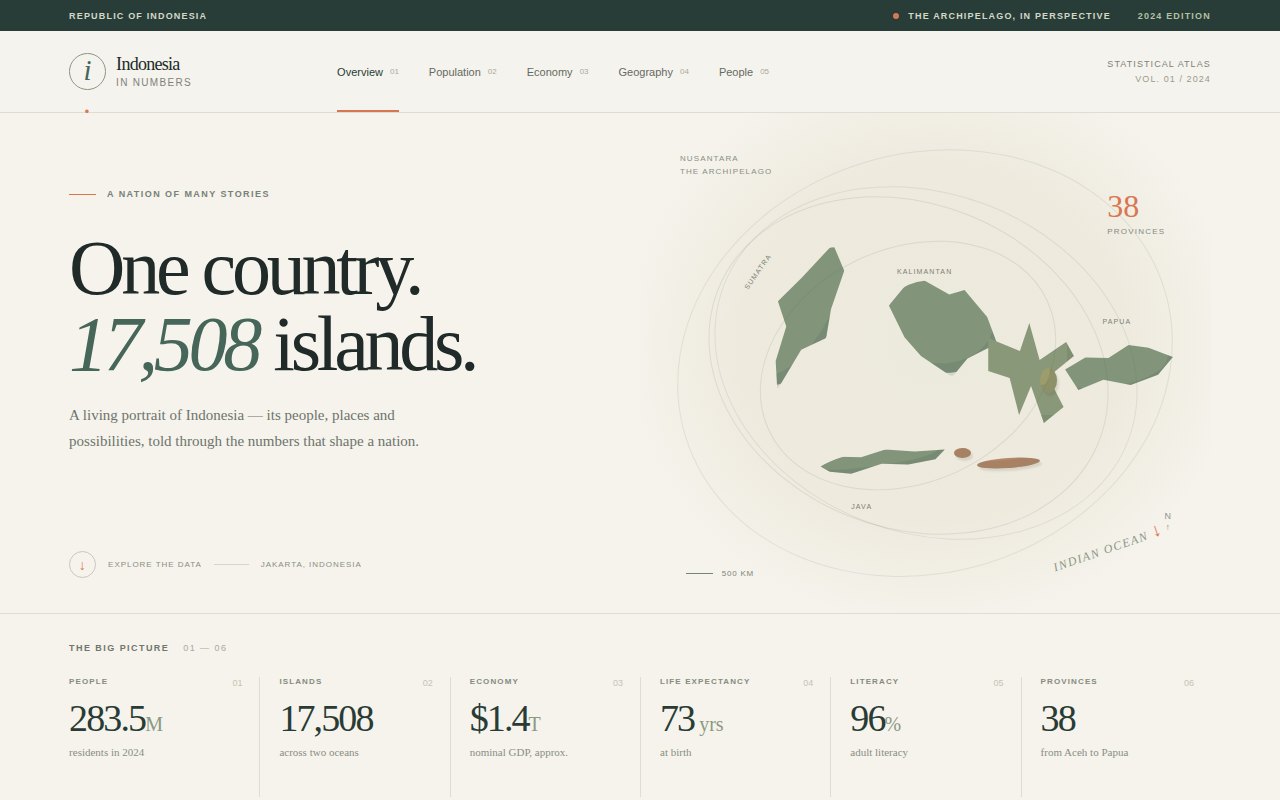 REPUBLIC OF INDONESIA
THE ARCHIPELAGO, IN PERSPECTIVE 2024 EDITION
i
Indonesia
IN NUMBERS
Overview 01 Population 02 Economy 03 Geography 04 People 05
STATISTICAL ATLAS
VOL. 01 / 2024
A NATION OF MANY STORIES
One country.
17,508 islands.
A living portrait of Indonesia — its people, places and
possibilities, told through the numbers that shape a nation.
↓ EXPLORE THE DATA JAKARTA, INDONESIA
NUSANTARA
THE ARCHIPELAGO
38
PROVINCES
SUMATRA
KALIMANTAN
PAPUA
JAVA
N
↑
INDIAN OCEAN ↓
500 KM
THE BIG PICTURE 01 — 06
PEOPLE 01
283.5M
residents in 2024
ISLANDS 02
17,508
across two oceans
ECONOMY 03
$1.4T
nominal GDP, approx.
LIFE EXPECTANCY 04
73 yrs
at birth
LITERACY 05
96%
adult literacy
PROVINCES 06
38
from Aceh to Papua